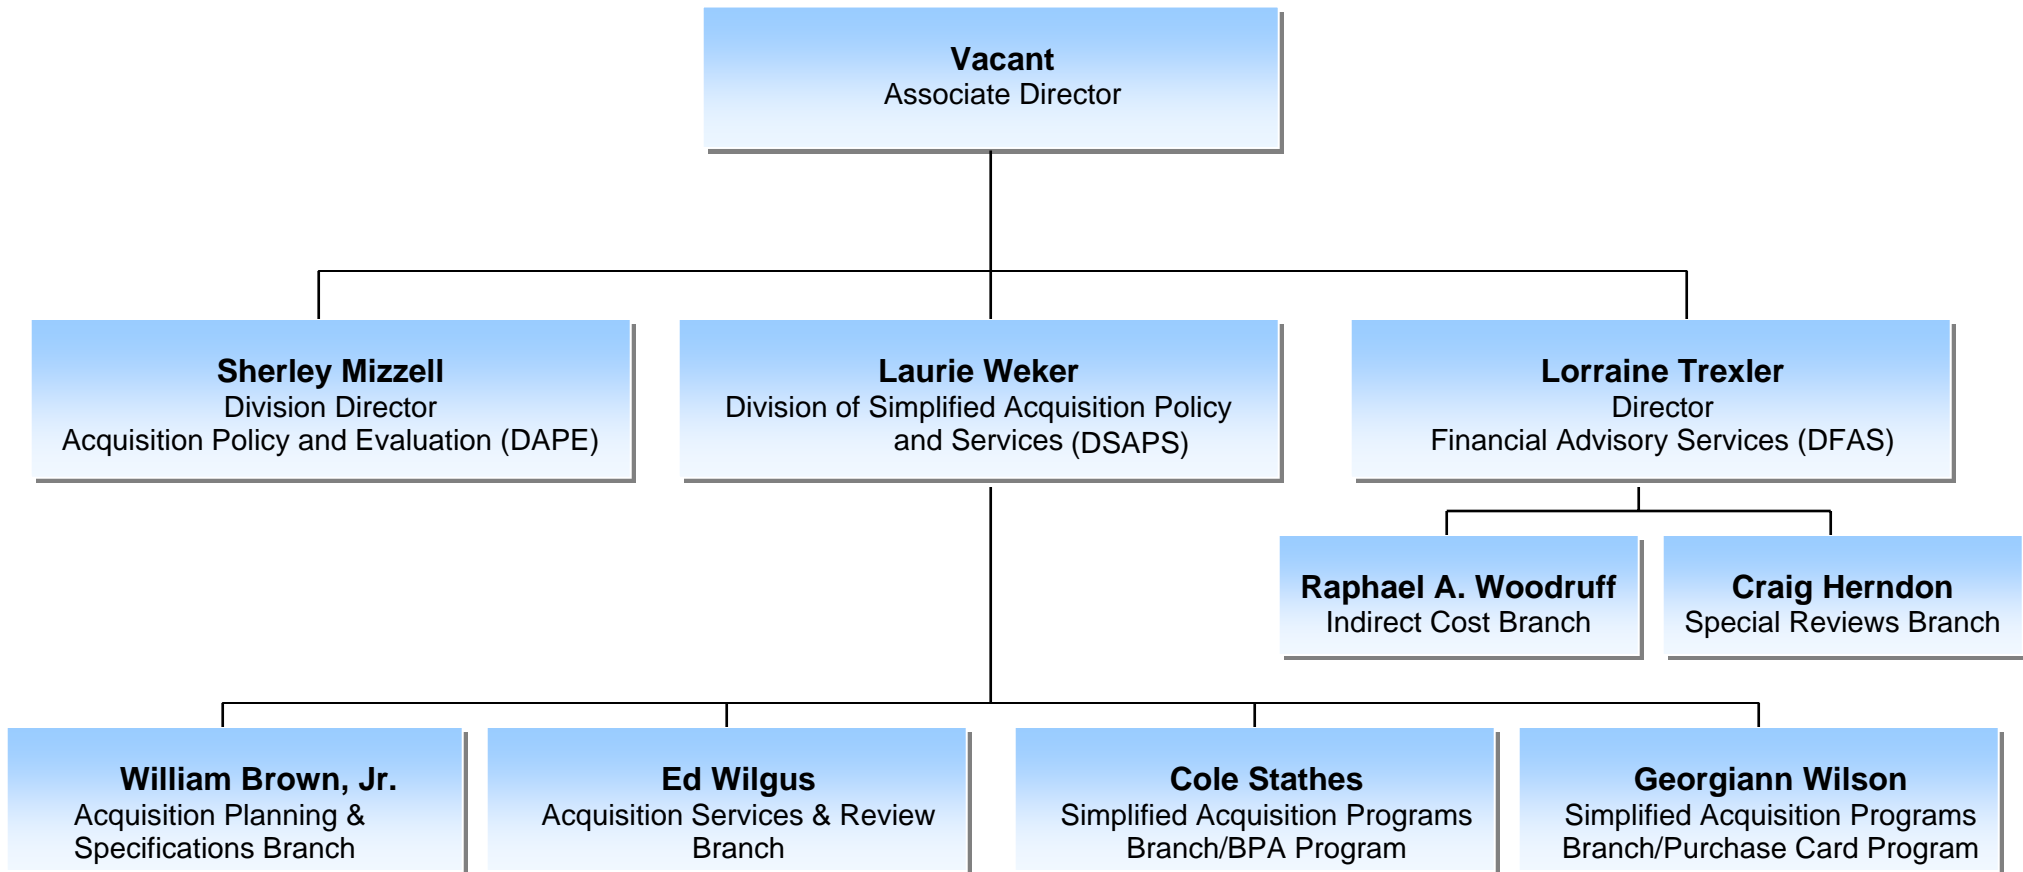 Vacant
Associate Director
Sherley Mizzell
Division Director
Acquisition Policy and Evaluation (DAPE)
Laurie Weker
Division of Simplified Acquisition Policy
and Services (DSAPS)
Lorraine Trexler
Director
Financial Advisory Services (DFAS)
Raphael A. Woodruff
Indirect Cost Branch
Craig Herndon
Special Reviews Branch
William Brown, Jr.
Acquisition Planning &
Specifications Branch
Ed Wilgus
Acquisition Services & Review
Branch
Cole Stathes
Simplified Acquisition Programs
Branch/BPA Program
Georgiann Wilson
Simplified Acquisition Programs
Branch/Purchase Card Program